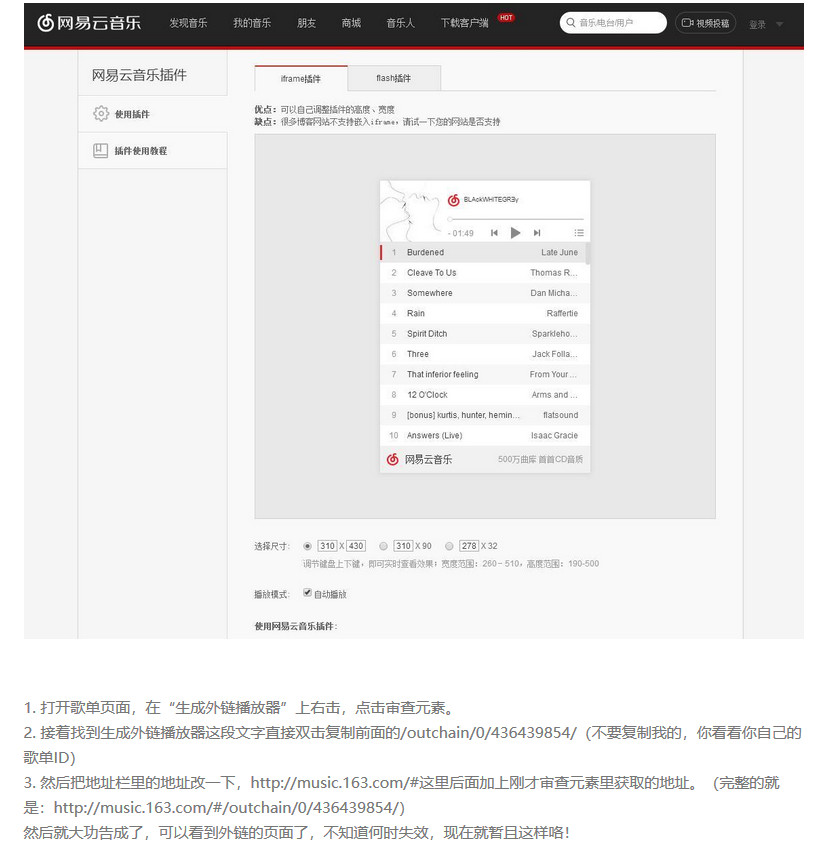 网易云音乐 发现音乐 我的音乐 朋友 商城 音乐人 下载客户端 HOT 音乐/电台/用户 视频投稿 登录
网易云音乐插件
使用插件
插件使用教程
iframe插件 flash插件
优点：可以自己调整插件的高度、宽度
缺点：很多博客网站不支持嵌入iframe，请试一下您的网站是否支持
BLAckWHITEGR3y
- 01:49
1 Burdened Late June
2 Cleave To Us Thomas R...
3 Somewhere Dan Micha...
4 Rain Raffertie
5 Spirit Ditch Sparkleho...
6 Three Jack Folla...
7 That inferior feeling From Your ...
8 12 O'Clock Arms and ...
9 [bonus] kurtis, hunter, hemin... flatsound
10 Answers (Live) Isaac Gracie
网易云音乐 500万曲库 首首CD音质
选择尺寸： 310 X 430 310 X 90 278 X 32
调节键盘上下键，即可实时查看效果；宽度范围：260－510，高度范围：190-500
播放模式： 自动播放
使用网易云音乐插件：
1. 打开歌单页面，在“生成外链播放器”上右击，点击审查元素。
2. 接着找到生成外链播放器这段文字直接双击复制前面的/outchain/0/436439854/（不要复制我的，你看看你自己的
歌单ID）
3. 然后把地址栏里的地址改一下，http://music.163.com/#这里后面加上刚才审查元素里获取的地址。（完整的就
是：http://music.163.com/#/outchain/0/436439854/）
然后就大功告成了，可以看到外链的页面了，不知道何时失效，现在就暂且这样咯！